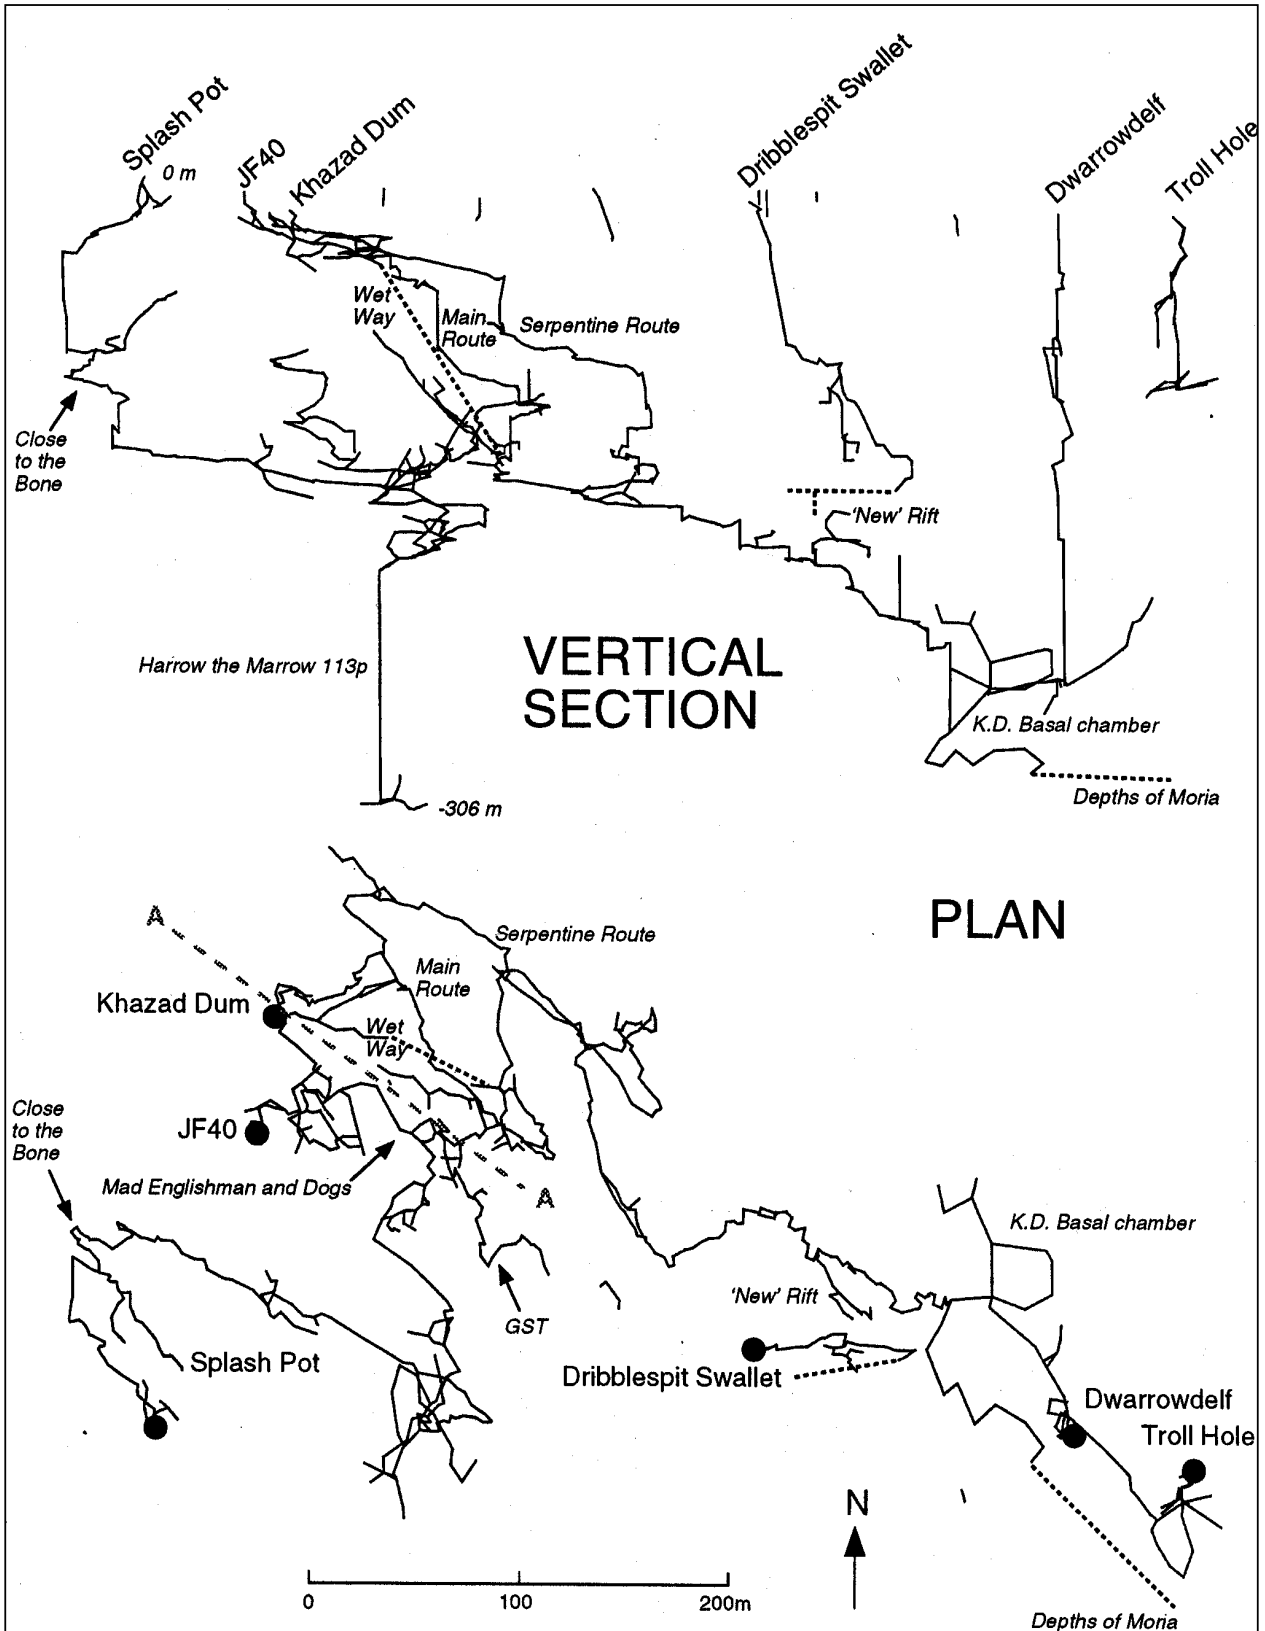 Splash Pot
0 m
JF40
Khazad Dum
Dribblespit Swallet
Dwarrowdelf
Troll Hole
Wet
Way
Main
Route
Serpentine Route
Close
to the
Bone
'New' Rift
Harrow the Marrow 113p
VERTICAL
SECTION
K.D. Basal chamber
-306 m
Depths of Moria
PLAN
A
Serpentine Route
Main
Route
Khazad Dum
Wet
Way
Close
to the
Bone
JF40
Mad Englishman and Dogs
A
K.D. Basal chamber
'New' Rift
GST
Splash Pot
Dribblespit Swallet
Dwarrowdelf
Troll Hole
N
0 100 200m
Depths of Moria